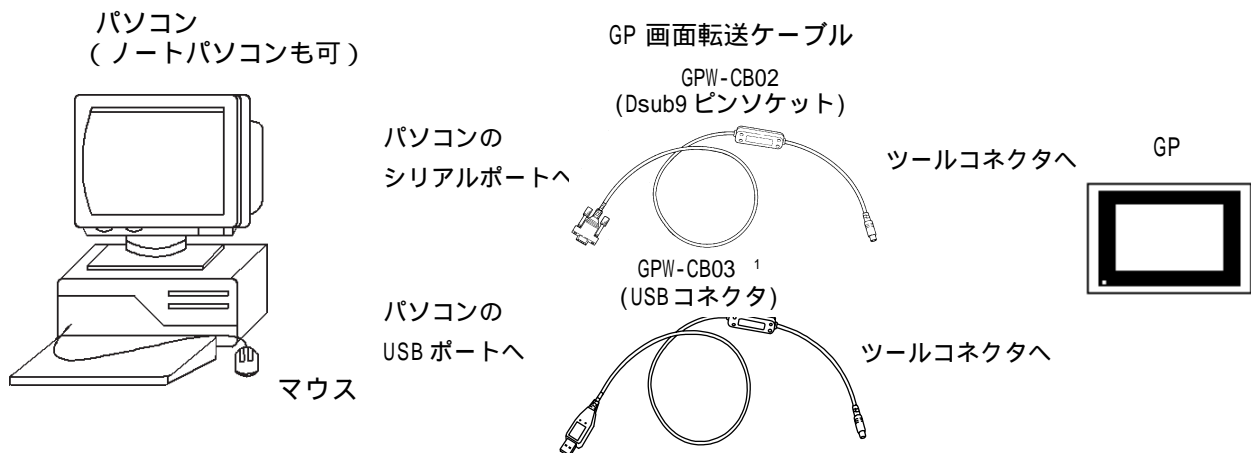 パソコン
(ノートパソコンも可)
GP 画面転送ケーブル
GPW-CB02
(Dsub9 ピンソケット)
パソコンの
シリアルポートへ
ツールコネクタへ
GP
GPW-CB03 1
(USBコネクタ)
パソコンの
USB ポートへ
ツールコネクタへ
マウス